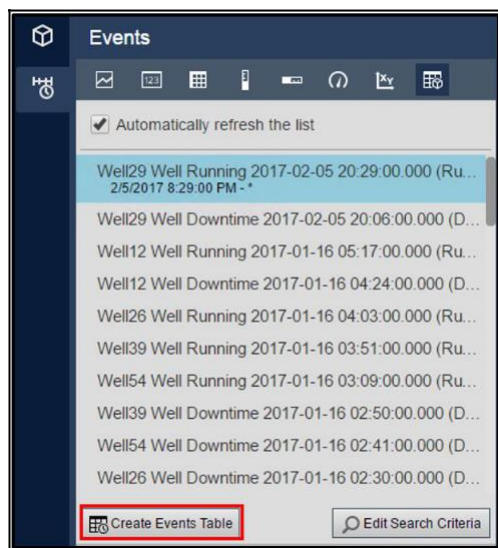 Events
123
XY
Automatically refresh the list
Well29 Well Running 2017-02-05 20:29:00.000 (Ru...
2/5/2017 8:29:00 PM - *
Well29 Well Downtime 2017-02-05 20:06:00.000 (D...
Well12 Well Running 2017-01-16 05:17:00.000 (Ru...
Well12 Well Downtime 2017-01-16 04:24:00.000 (D...
Well26 Well Running 2017-01-16 04:03:00.000 (Ru...
Well39 Well Running 2017-01-16 03:51:00.000 (Ru...
Well54 Well Running 2017-01-16 03:09:00.000 (Ru...
Well39 Well Downtime 2017-01-16 02:50:00.000 (D...
Well54 Well Downtime 2017-01-16 02:41:00.000 (D...
Well26 Well Downtime 2017-01-16 02:30:00.000 (D...
Create Events Table
Edit Search Criteria